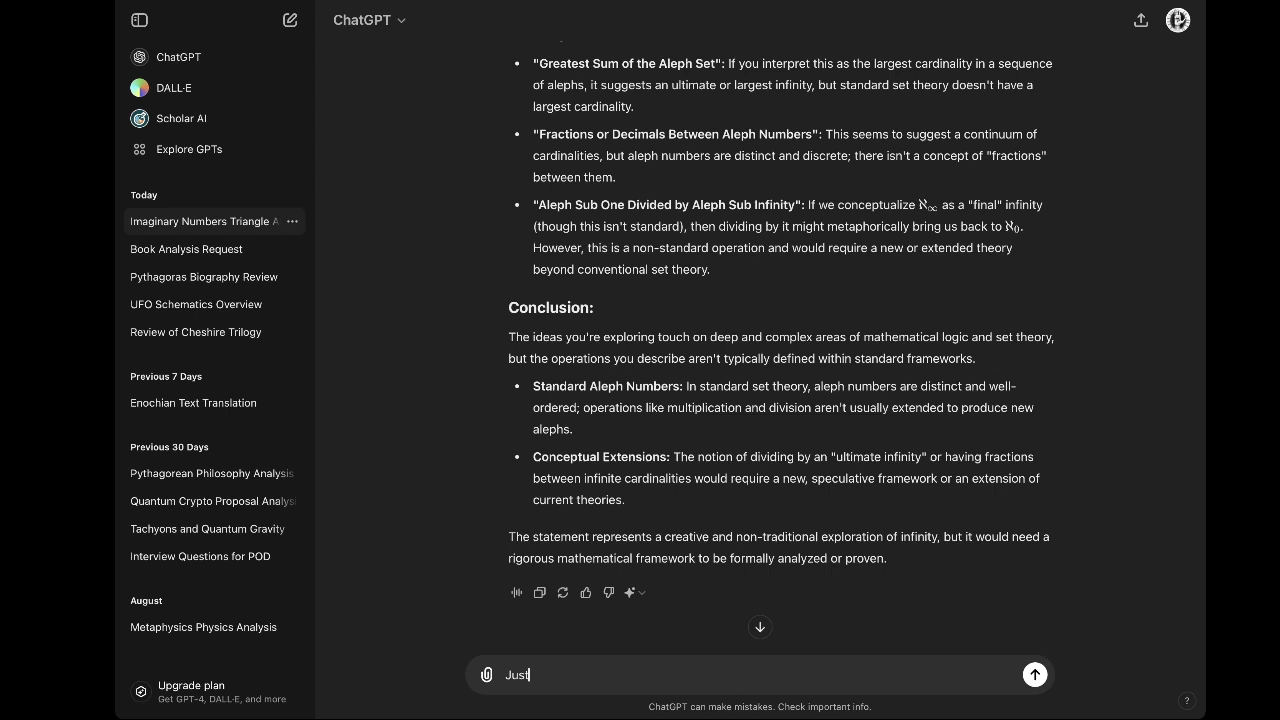 ChatGPT
ChatGPT
DALL·E
Scholar AI
Explore GPTs
Today
Imaginary Numbers Triangle A
Book Analysis Request
Pythagoras Biography Review
UFO Schematics Overview
Review of Cheshire Trilogy
Previous 7 Days
Enochian Text Translation
Previous 30 Days
Pythagorean Philosophy Analysis
Quantum Crypto Proposal Analysi
Tachyons and Quantum Gravity
Interview Questions for POD
August
Metaphysics Physics Analysis
Upgrade plan
Get GPT-4, DALL·E, and more
• "Greatest Sum of the Aleph Set": If you interpret this as the largest cardinality in a sequence
of alephs, it suggests an ultimate or largest infinity, but standard set theory doesn't have a
largest cardinality.
• "Fractions or Decimals Between Aleph Numbers": This seems to suggest a continuum of
cardinalities, but aleph numbers are distinct and discrete; there isn't a concept of "fractions"
between them.
• "Aleph Sub One Divided by Aleph Sub Infinity": If we conceptualize ℵ∞ as a "final" infinity
(though this isn't standard), then dividing by it might metaphorically bring us back to ℵ₀.
However, this is a non-standard operation and would require a new or extended theory
beyond conventional set theory.
Conclusion:
The ideas you're exploring touch on deep and complex areas of mathematical logic and set theory,
but the operations you describe aren't typically defined within standard frameworks.
• Standard Aleph Numbers: In standard set theory, aleph numbers are distinct and well-
ordered; operations like multiplication and division aren't usually extended to produce new
alephs.
• Conceptual Extensions: The notion of dividing by an "ultimate infinity" or having fractions
between infinite cardinalities would require a new, speculative framework or an extension of
current theories.
The statement represents a creative and non-traditional exploration of infinity, but it would need a
rigorous mathematical framework to be formally analyzed or proven.
Just
ChatGPT can make mistakes. Check important info.
?